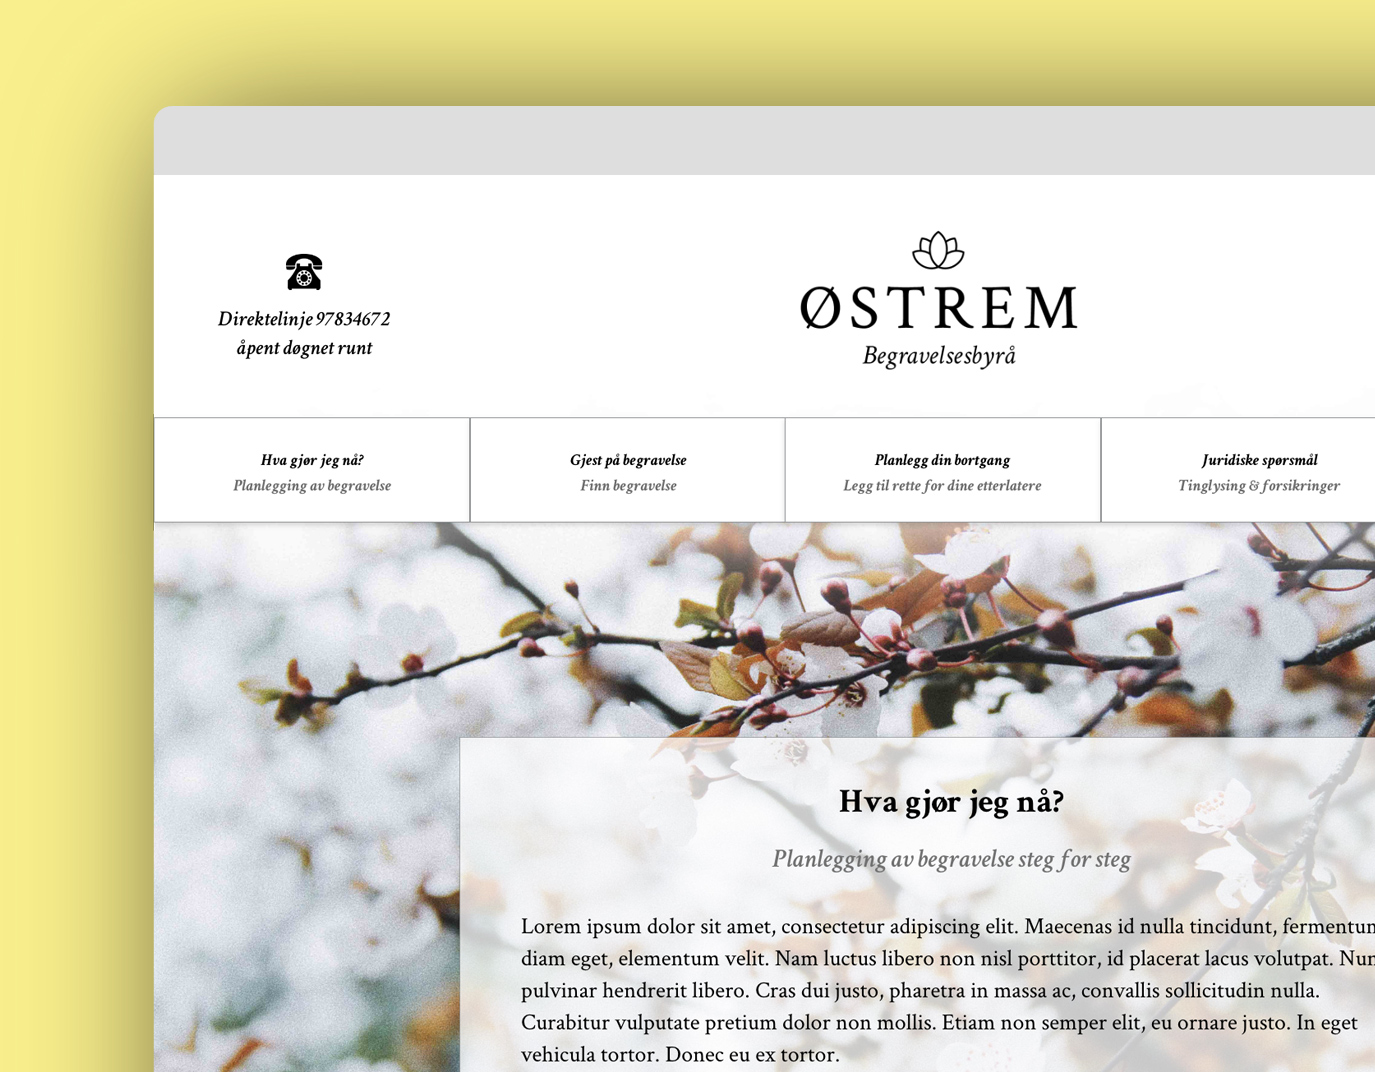 Direktelinje 97834672
åpent døgnet runt
ØSTREM
Begravelsesbyrå
Hva gjør jeg nå?
Planlegging av begravelse
Gjest på begravelse
Finn begravelse
Planlegg din bortgang
Legg til rette for dine etterlatere
Juridiske spørsmål
Tinglysing & forsikringer
Hva gjør jeg nå?
Planlegging av begravelse steg for steg
Lorem ipsum dolor sit amet, consectetur adipiscing elit. Maecenas id nulla tincidunt, fermentum
diam eget, elementum velit. Nam luctus libero non nisl porttitor, id placerat lacus volutpat.
pulvinar hendrerit libero. Cras dui justo, pharetra in massa ac, convallis sollicitudin nulla.
Curabitur vulputate pretium dolor non mollis. Etiam non semper elit, eu ornare justo. In eget
vehicula tortor. Donec eu ex tortor.